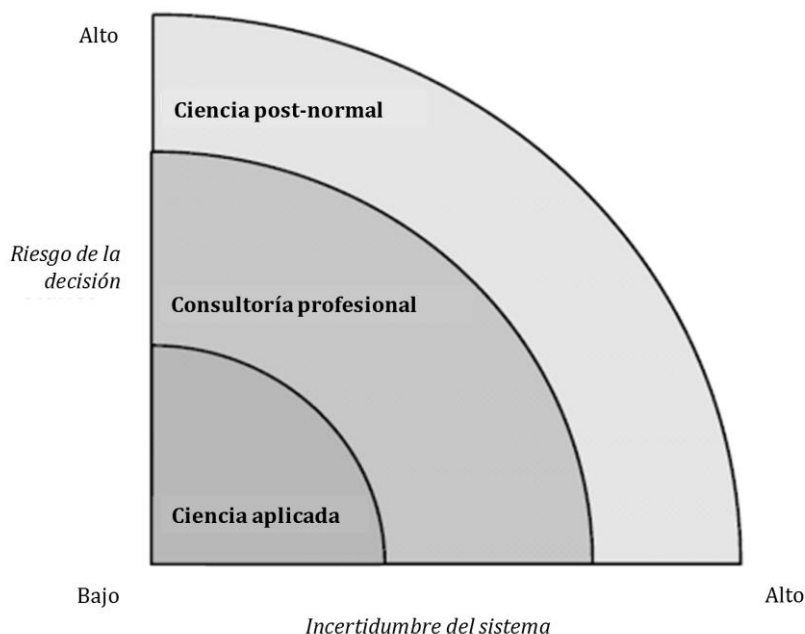 Alto
Ciencia post-normal
Riesgo de la
decisión
Consultoría profesional
Ciencia aplicada
Bajo
Alto
Incertidumbre del sistema